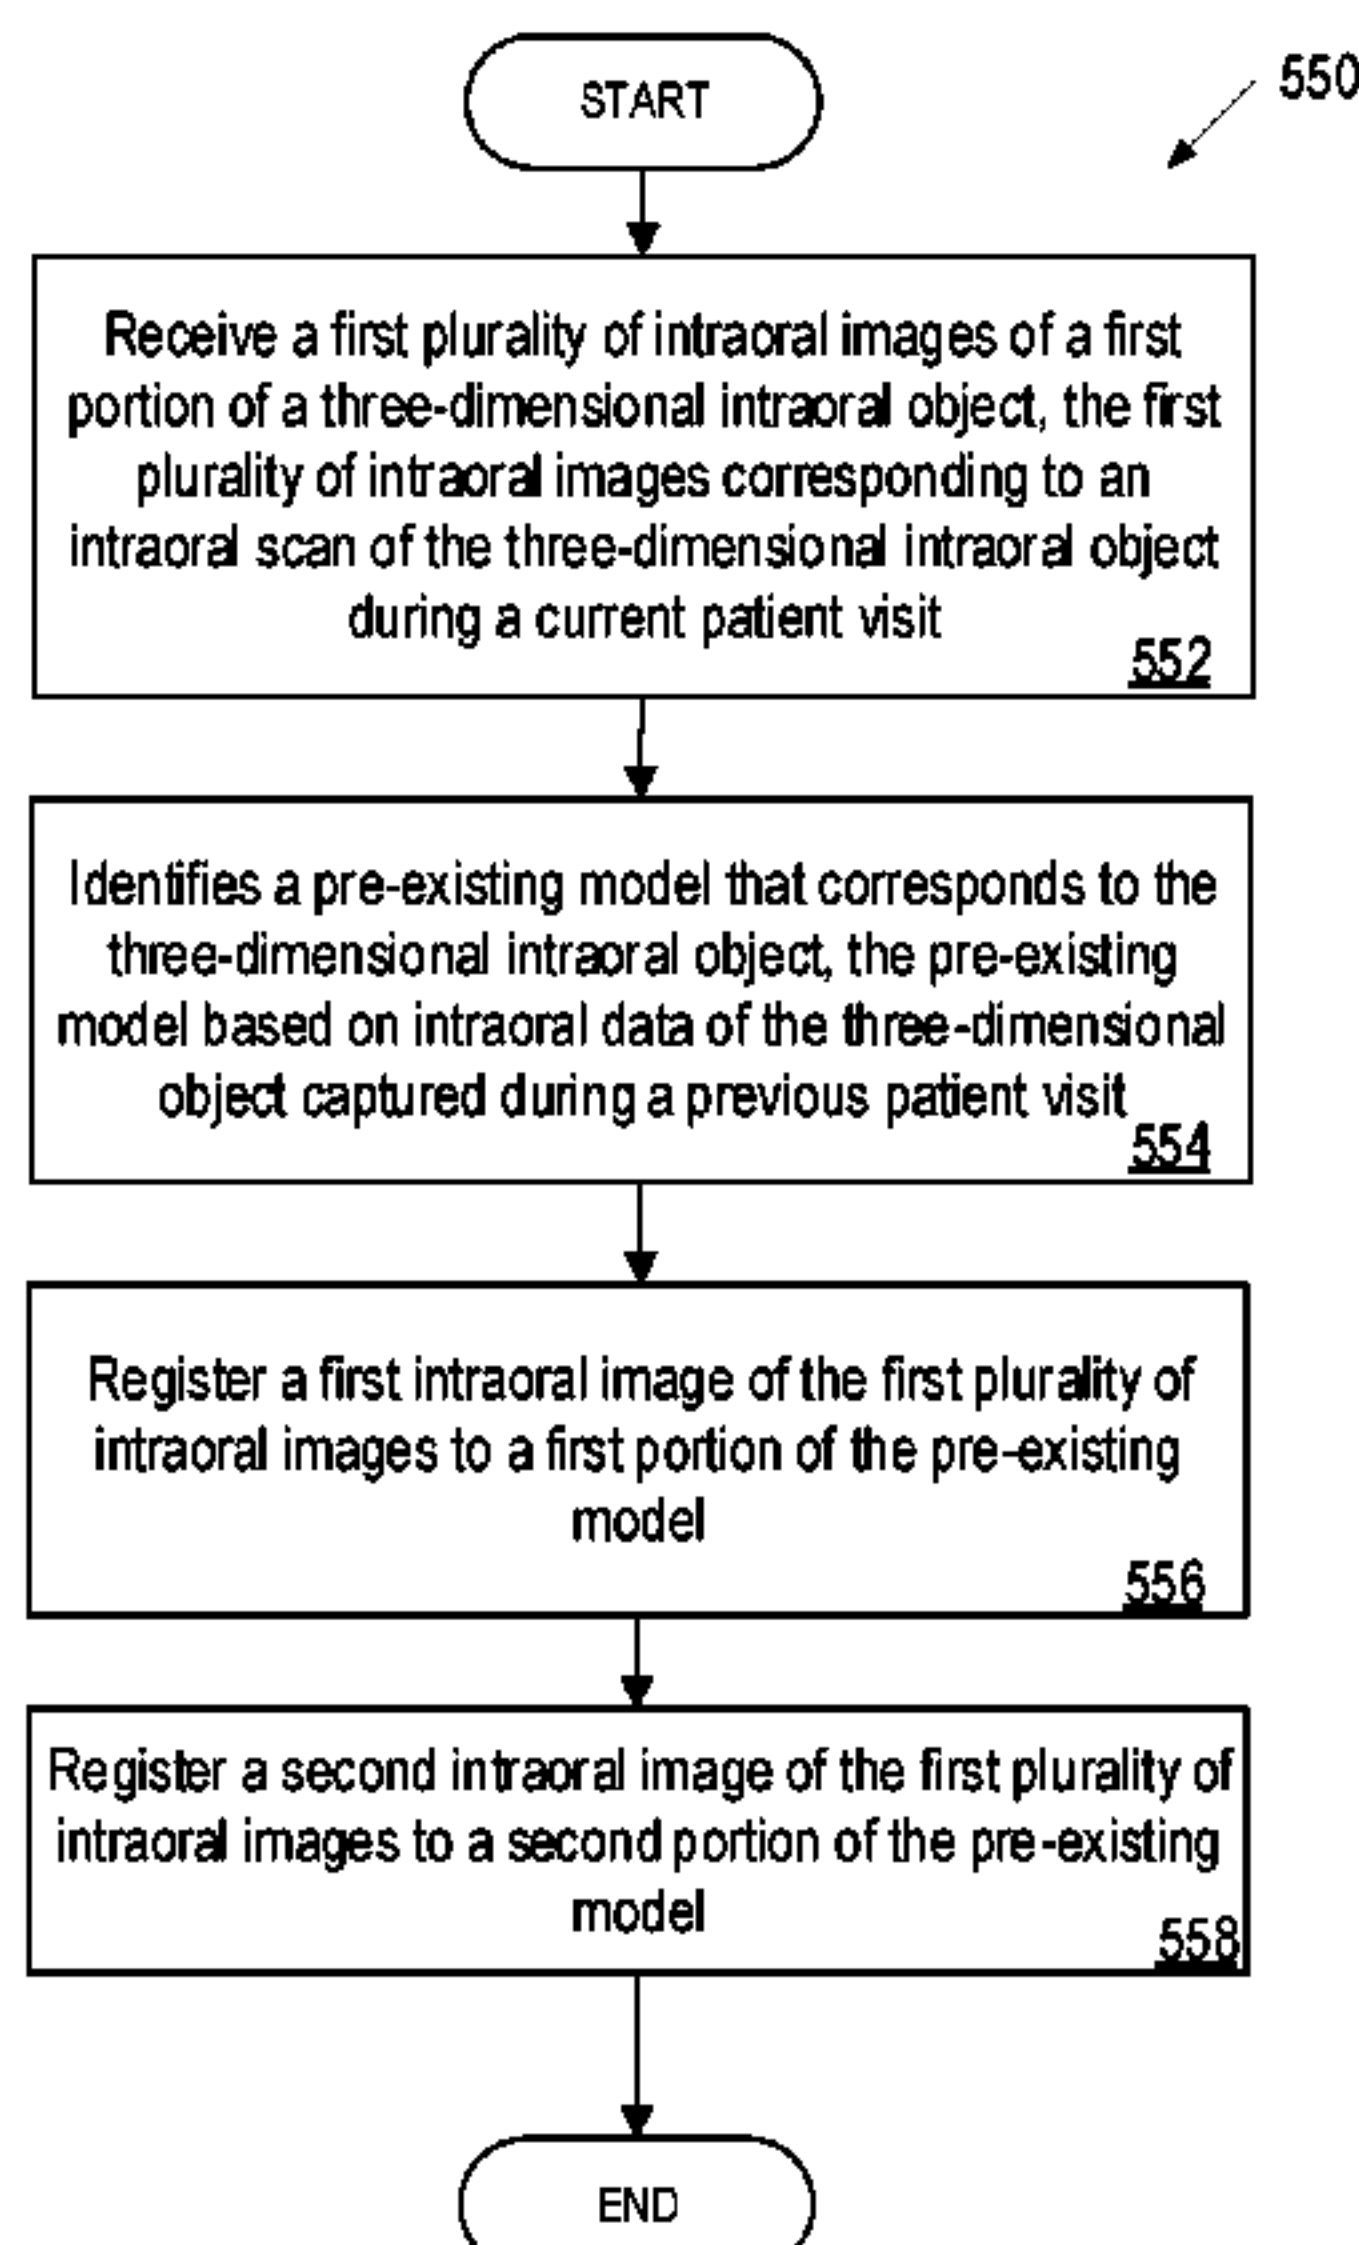 START
550
Receive a first plurality of intraoral images of a first
portion of a three-dimensional intraoral object, the first
plurality of intraoral images corresponding to an
intraoral scan of the three-dimensional intraoral object
during a current patient visit
552
Identifies a pre-existing model that corresponds to the
three-dimensional intraoral object, the pre-existing
model based on intraoral data of the three-dimensional
object captured during a previous patient visit
554
Register a first intraoral image of the first plurality of
intraoral images to a first portion of the pre-existing
model
556
Register a second intraoral image of the first plurality of
intraoral images to a second portion of the pre-existing
model
558
END